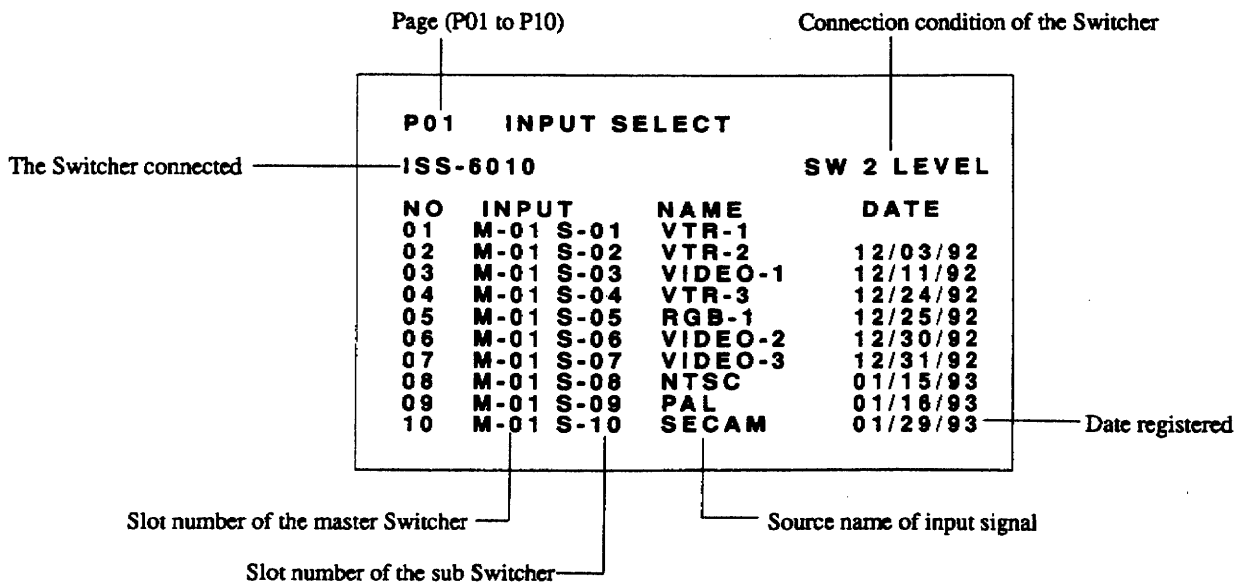 Page (P01 to P10)
Connection condition of the Switcher
P01 INPUT SELECT
The Switcher connected
ISS-6010 SW 2 LEVEL
NO INPUT NAME DATE
01 M-01 S-01 VTR-1
02 M-01 S-02 VTR-2 12/03/92
03 M-01 S-03 VIDEO-1 12/11/92
04 M-01 S-04 VTR-3 12/24/92
05 M-01 S-05 RGB-1 12/25/92
06 M-01 S-06 VIDEO-2 12/30/92
07 M-01 S-07 VIDEO-3 12/31/92
08 M-01 S-08 NTSC 01/15/93
09 M-01 S-09 PAL 01/16/93
10 M-01 S-10 SECAM 01/29/93
Date registered
Slot number of the master Switcher
Source name of input signal
Slot number of the sub Switcher